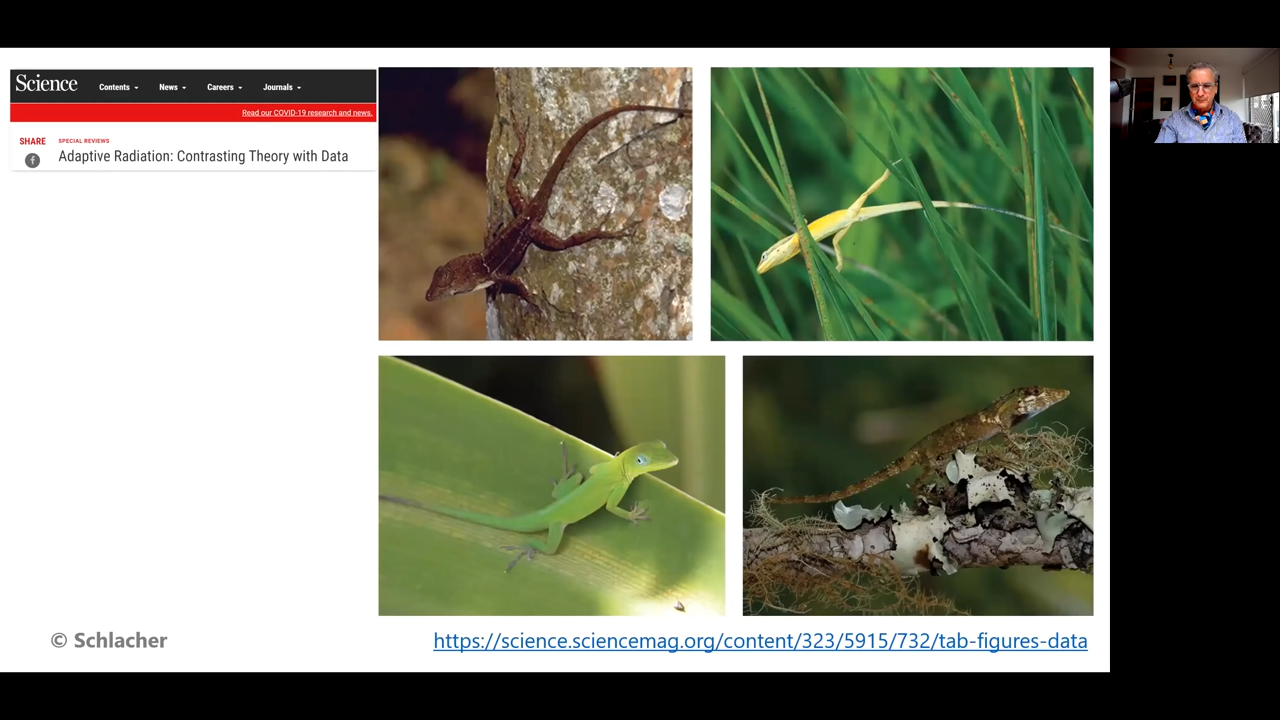 Science
Contents News Careers Journals
Read our COVID-19 research and news.
SHARE
SPECIAL REVIEWS
Adaptive Radiation: Contrasting Theory with Data
f
© Schlacher
https://science.sciencemag.org/content/323/5915/732/tab-figures-data